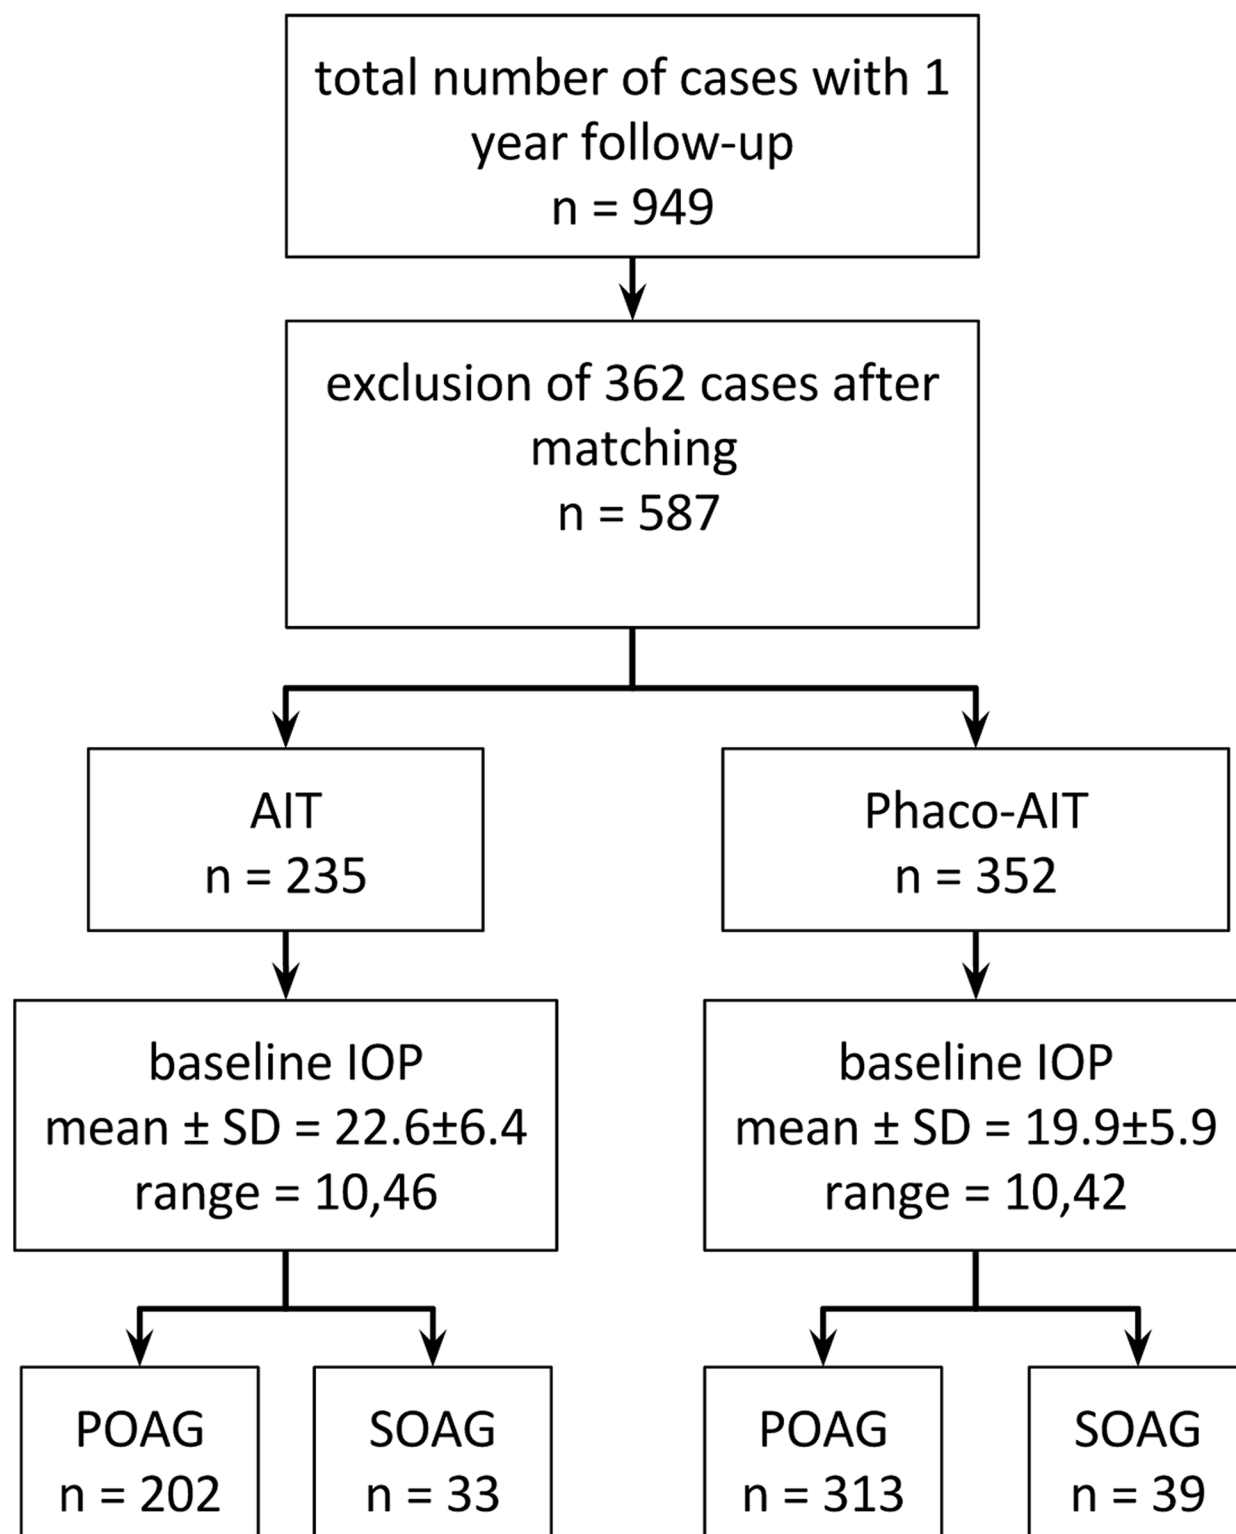 total number of cases with 1
year follow-up
n = 949
exclusion of 362 cases after
matching
n = 587
AIT
n = 235
Phaco-AIT
n = 352
baseline IOP
mean ± SD = 22.6±6.4
range = 10,46
baseline IOP
mean ± SD = 19.9±5.9
range = 10,42
POAG
n = 202
SOAG
n = 33
POAG
n = 313
SOAG
n = 39